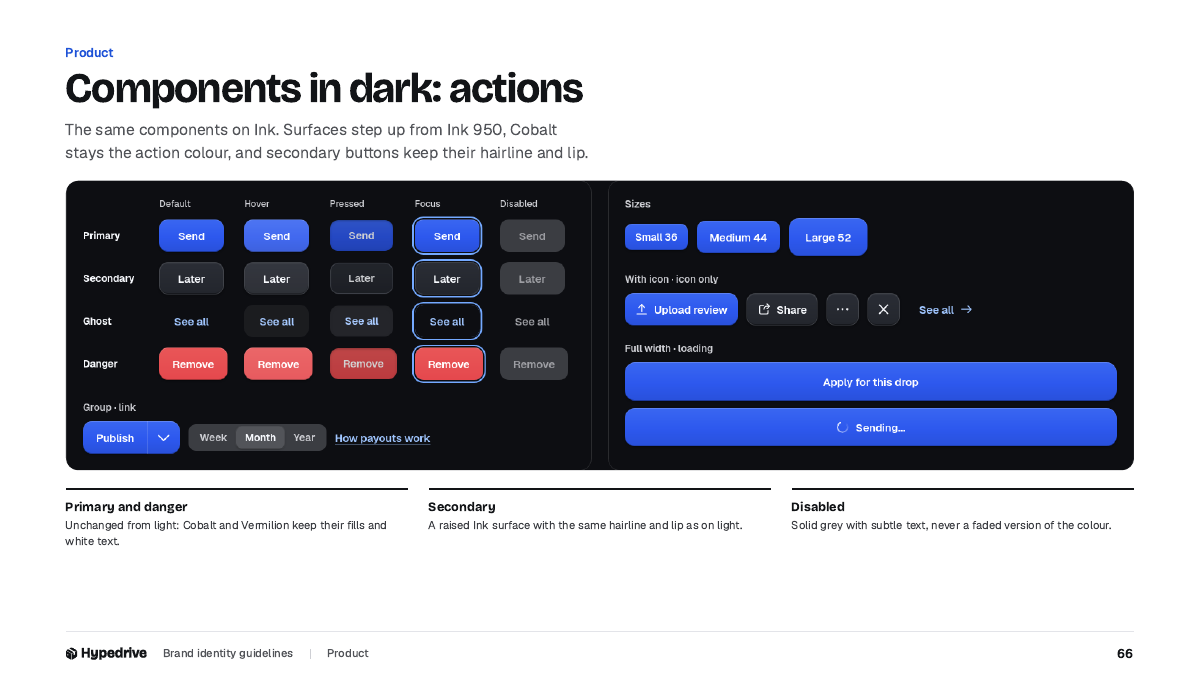 Product
Components in dark: actions
The same components on Ink. Surfaces step up from Ink 950, Cobalt
stays the action colour, and secondary buttons keep their hairline and lip.
Default Hover Pressed Focus Disabled
Primary Send Send Send Send Send
Secondary Later Later Later Later Later
Ghost See all See all See all See all See all
Danger Remove Remove Remove Remove Remove
Group · link
Publish Week Month Year How payouts work
Sizes
Small 36 Medium 44 Large 52
With icon · icon only
Upload review Share See all
Full width · loading
Apply for this drop
Sending...
Primary and danger
Unchanged from light: Cobalt and Vermilion keep their fills and
white text.
Secondary
A raised Ink surface with the same hairline and lip as on light.
Disabled
Solid grey with subtle text, never a faded version of the colour.
Hypedrive Brand identity guidelines Product 66